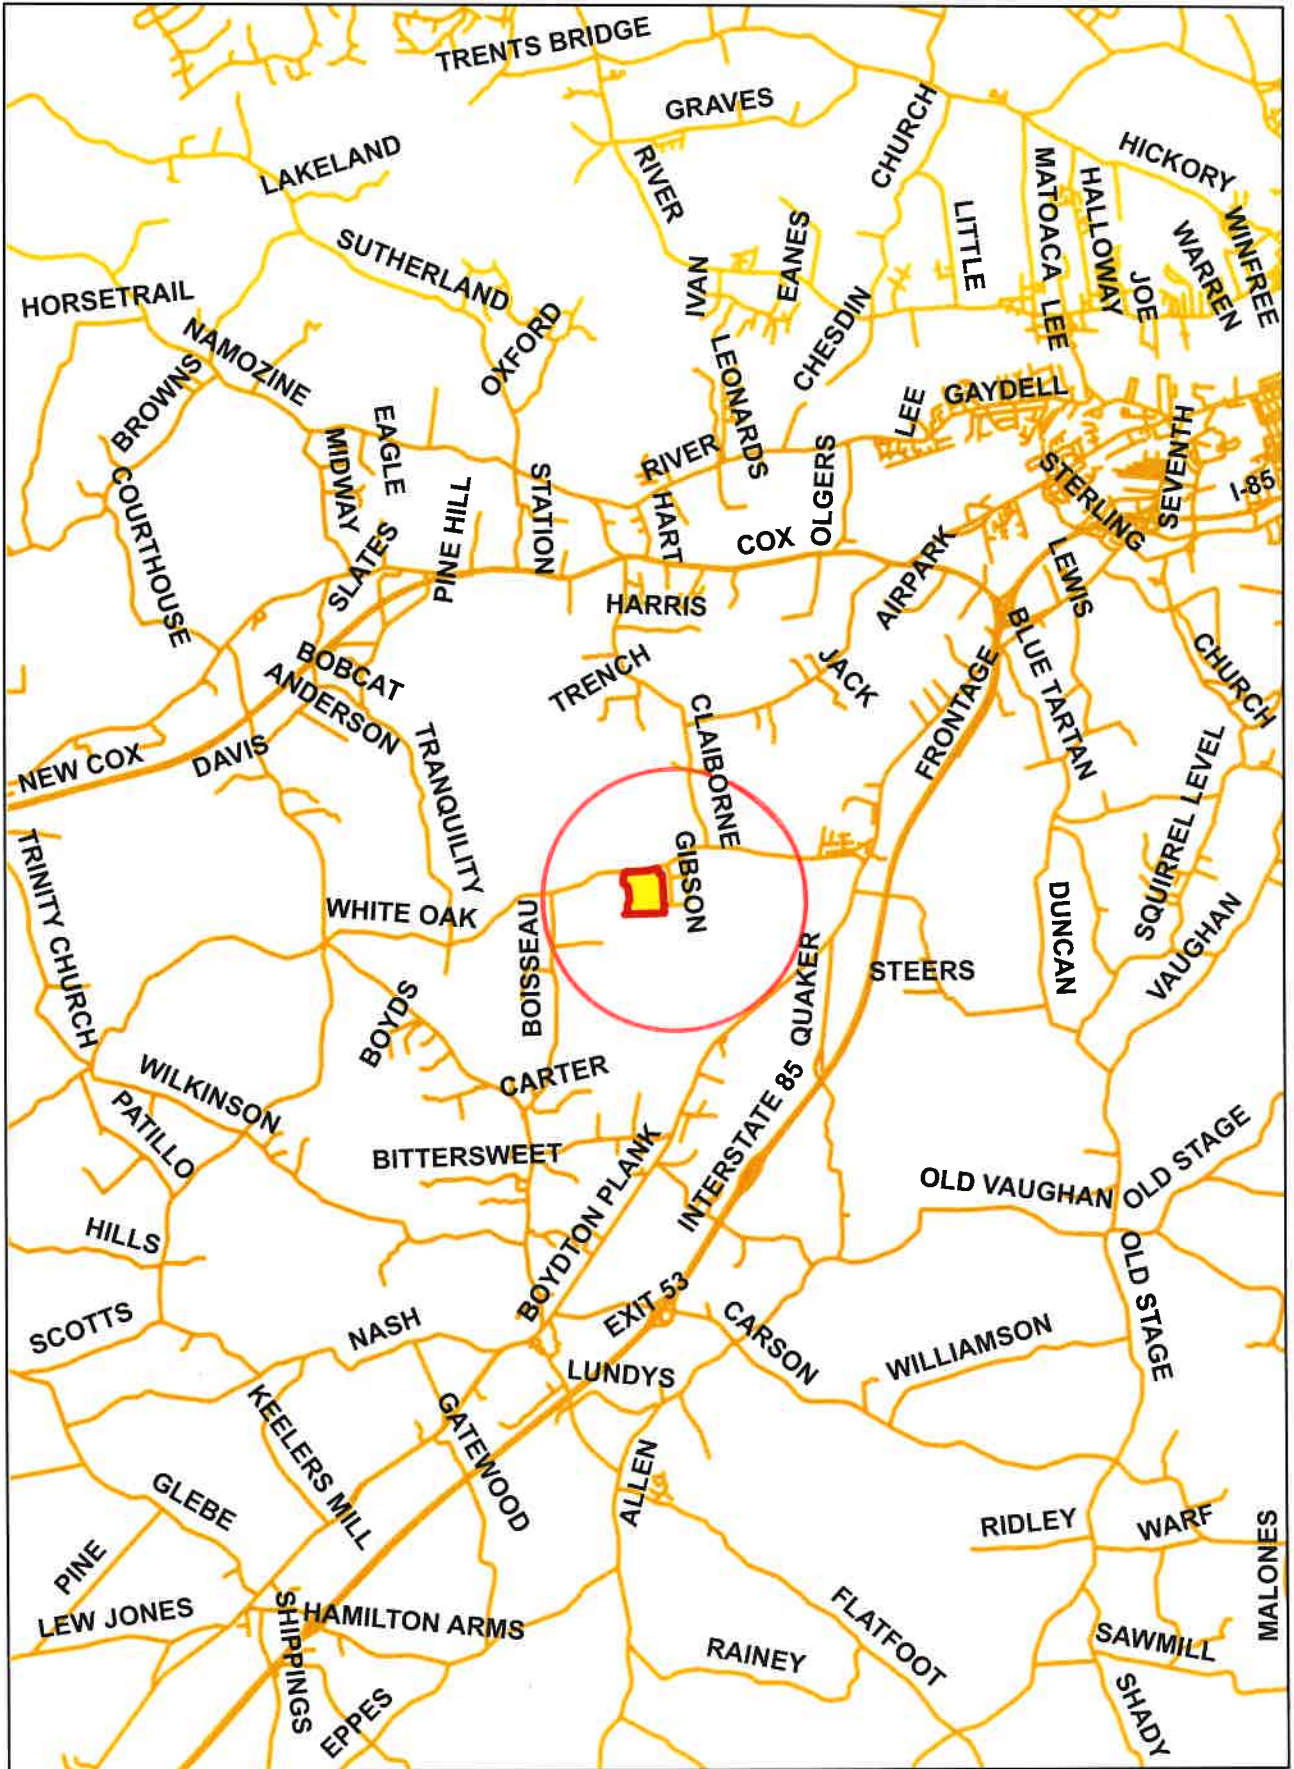 TRENTS BRIDGE
GRAVES
CHURCH
HICKORY
LAKELAND
RIVER
MATOACA
HALLOWAY
LITTLE
WINFREE
WARREN
SUTHERLAND
EANES
IVAN
JOE
HORSETRAIL
NAMOZINE
OXFORD
CHESDIN
LEE
BROWNS
LEONARDS
GAYDELL
LEE
EAGLE
MIDWAY
RIVER
OLGERS
STERLING
SEVENTH
I-85
COURTHOUSE
PINE HILL
STATION
HART
COX
SLATES
AIRPARK
LEWIS
HARRIS
BLUE TARTAN
CHURCH
BOBCAT
ANDERSON
TRENCH
JACK
FRONTAGE
CLAIBORNE
NEW COX
DAVIS
TRANQUILITY
SQUIRREL LEVEL
TRINITY CHURCH
GIBSON
WHITE OAK
BOISSEAU
DUNCAN
VAUGHAN
QUAKER
STEERS
BOYDS
WILKINSON
CARTER
INTERSTATE 85
PATILLO
BITTERSWEET
BOYDTON PLANK
OLD VAUGHAN
OLD STAGE
HILLS
OLD STAGE
SCOTTS
NASH
EXIT 53
CARSON
WILLIAMSON
LUNDYS
KEELERS MILL
GATEWOOD
ALLEN
GLEBE
RIDLEY
WARF
MALONES
PINE
LEW JONES
SHIPPINGS
HAMILTON ARMS
FLATFOOT
RAINEY
SAWMILL
EPPES
SHADY